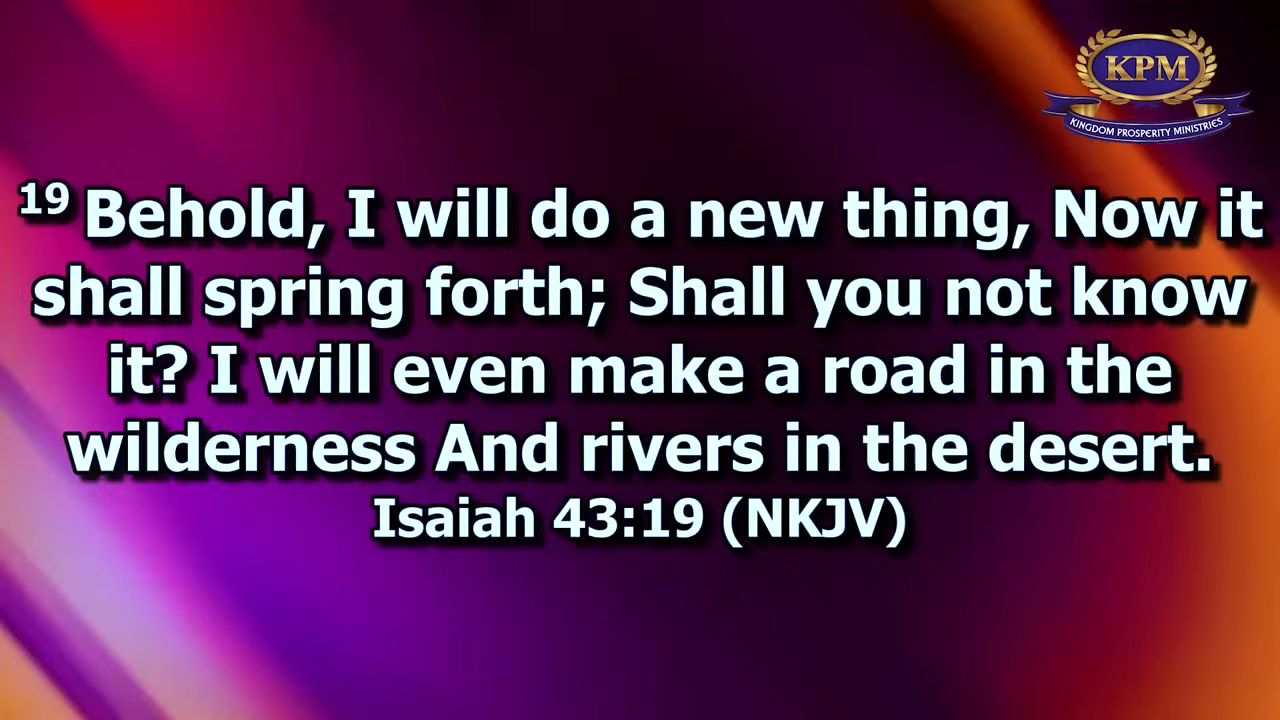 KPM
KINGDOM PROSPERITY MINISTRIES
19 Behold, I will do a new thing, Now it
shall spring forth; Shall you not know
it? I will even make a road in the
wilderness And rivers in the desert.
Isaiah 43:19 (NKJV)